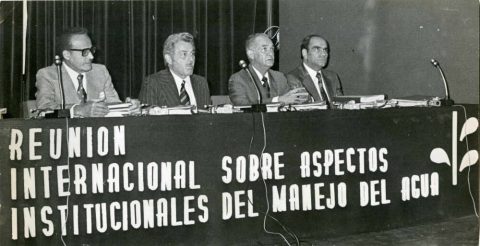 REUNION
INTERNACIONAL SOBRE ASPECTOS
INSTITUCIONALES DEL MANEJO DEL AGUA